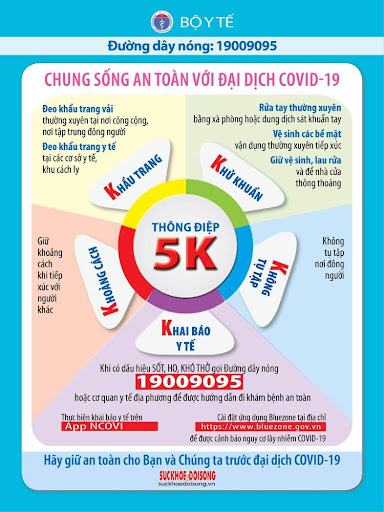 BỘ Y TẾ
Đường dây nóng: 19009095
CHUNG SỐNG AN TOÀN VỚI ĐẠI DỊCH COVID-19
Đeo khẩu trang vải
thường xuyên tại nơi công cộng,
nơi tập trung đông người
Đeo khẩu trang y tế
tại các cơ sở y tế,
khu cách ly
Rửa tay thường xuyên
bằng xà phòng hoặc dung dịch sát khuẩn tay
Vệ sinh các bề mặt
vận dụng thường xuyên tiếp xúc
Giữ vệ sinh, lau rửa
và để nhà cửa
thông thoáng
KHẨU TRANG
KHỬ KHUẨN
THÔNG ĐIỆP
5K
Giữ
khoảng
cách
khi tiếp
xúc với
người
khác
KHOẢNG CÁCH
KHÔNG
TỤ TẬP
Không
tụ tập
nơi đông
người
KHAI BÁO
Y TẾ
Khi có dấu hiệu SỐT, HO, KHÓ THỞ gọi Đường dây nóng
19009095
hoặc cơ quan y tế địa phương để được hướng dẫn đi khám bệnh an toàn
Thực hiện khai báo y tế trên
App NCOVI
Cài đặt ứng dụng Bluezone tại địa chỉ
https://www.bluezone.gov.vn
để được cảnh báo nguy cơ lây nhiễm COVID-19
Hãy giữ an toàn cho Bạn và Chúng ta trước đại dịch COVID-19
SUCKHOE+ĐOISONG
suckhoedoisong.vn